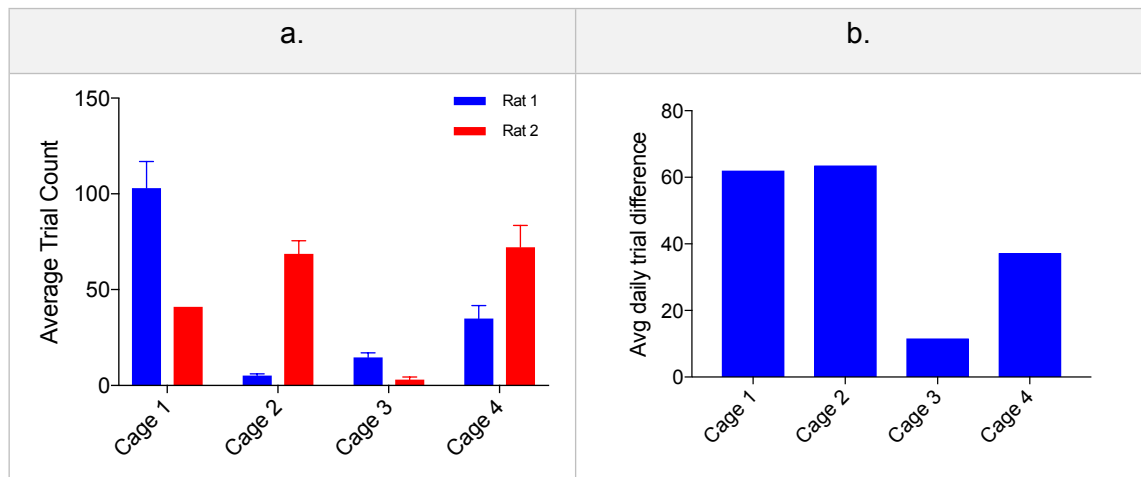 a.
b.
150
100
50
0
Average Trial Count
Rat 1
Rat 2
Cage 1
Cage 2
Cage 3
Cage 4
80
60
40
20
0
Avg daily trial difference
Cage 1
Cage 2
Cage 3
Cage 4